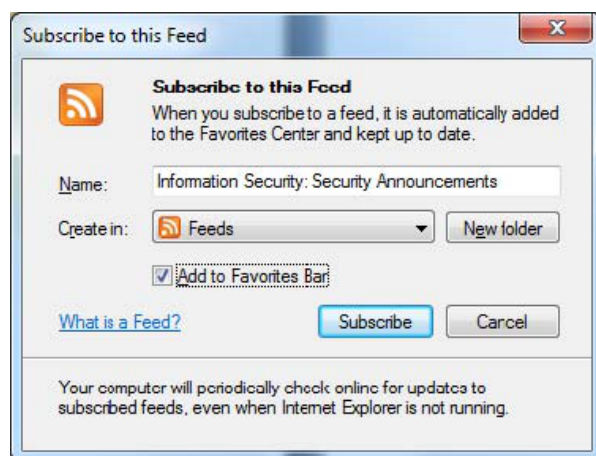 Subscribe to this Feed
Subscribe to this Feed
When you subscribe to a feed, it is automatically added
to the Favorites Center and kept up to date.
Name: Information Security: Security Announcements
Create in: Feeds New folder
Add to Favorites Bar
What is a Feed? Subscribe Cancel
Your computer will periodically check online for updates to
subscribed feeds, even when Internet Explorer is not running.